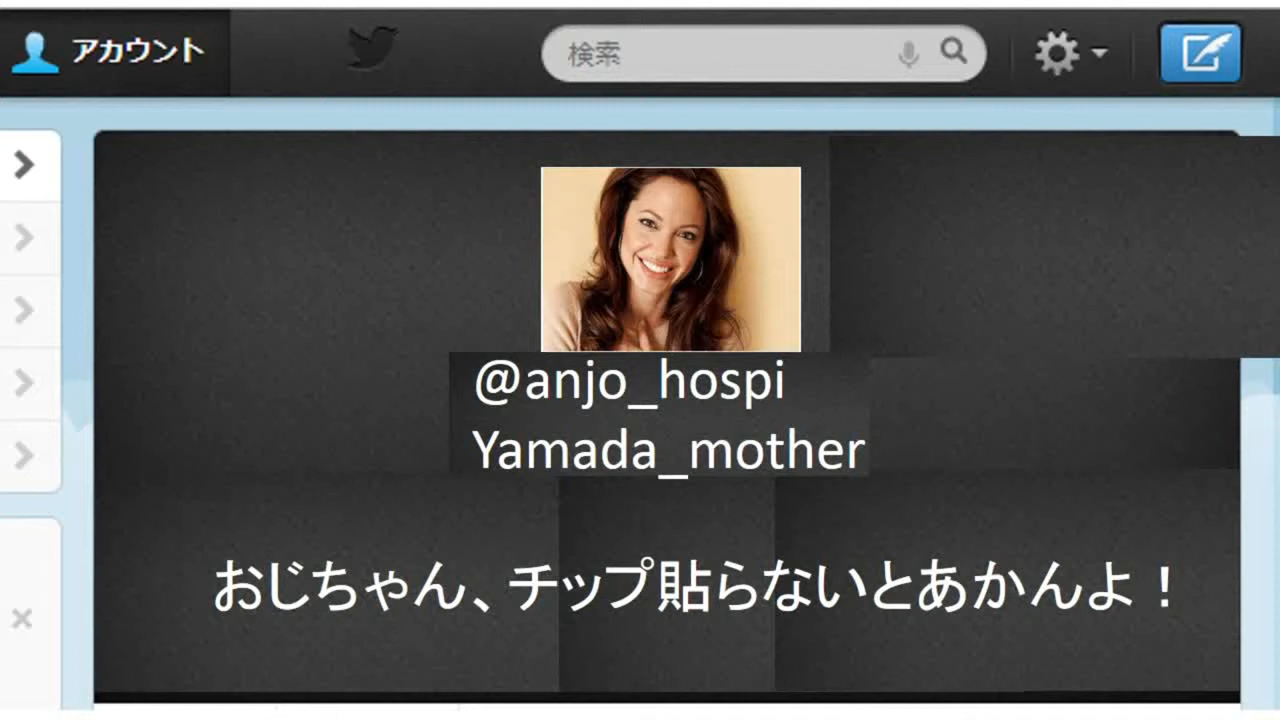 アカウント
検索
@anjo_hospi
Yamada_mother
おじちゃん、チップ貼らないとあかんよ！